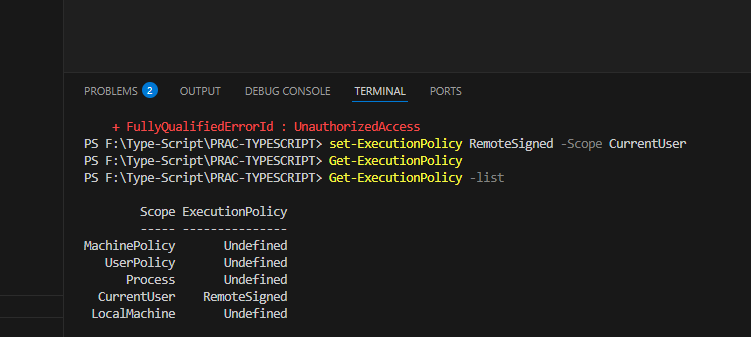 PROBLEMS 2 OUTPUT DEBUG CONSOLE TERMINAL PORTS
+ FullyQualifiedErrorId : UnauthorizedAccess
PS F:\Type-Script\PRAC-TYPESCRIPT> set-ExecutionPolicy RemoteSigned -Scope CurrentUser
PS F:\Type-Script\PRAC-TYPESCRIPT> Get-ExecutionPolicy
PS F:\Type-Script\PRAC-TYPESCRIPT> Get-ExecutionPolicy -list
Scope ExecutionPolicy
----- ---------------
MachinePolicy Undefined
UserPolicy Undefined
Process Undefined
CurrentUser RemoteSigned
LocalMachine Undefined